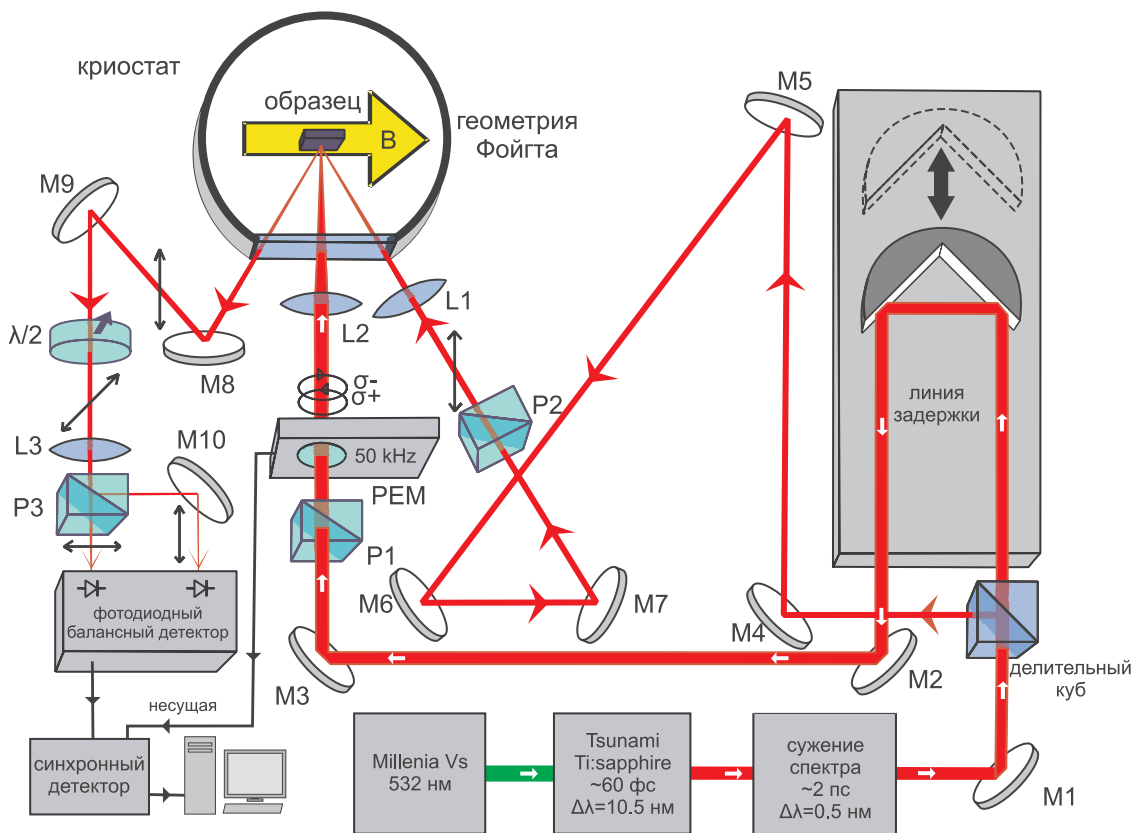 криостат
образец
B
геометрия
Фойгта
M5
M9
L1
λ/2
L2
M8
σ-
σ+
P2
линия
задержки
L3
M10
50 kHz
PEM
P3
P1
M6
M7
M4
фотодиодный
балансный детектор
M3
M2
делительный
куб
несущая
синхронный
детектор
Millenia Vs
532 нм
Tsunami
Ti:sapphire
~60 фс
Δλ=10.5 нм
сужение
спектра
~2 пс
Δλ=0.5 нм
M1